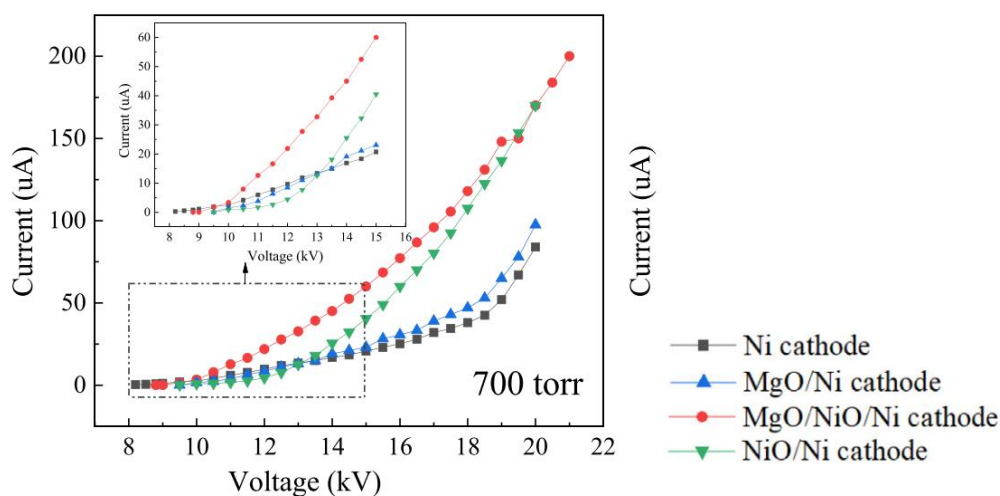 60
50
40
30
20
10
0
Current (uA)
8 9 10 11 12 13 14 15 16
Voltage (kV)
200
150
100
50
0
Current (uA)
8 10 12 14 16 18 20 22
Voltage (kV)
700 torr
Current (uA)
Ni cathode
MgO/Ni cathode
MgO/NiO/Ni cathode
NiO/Ni cathode